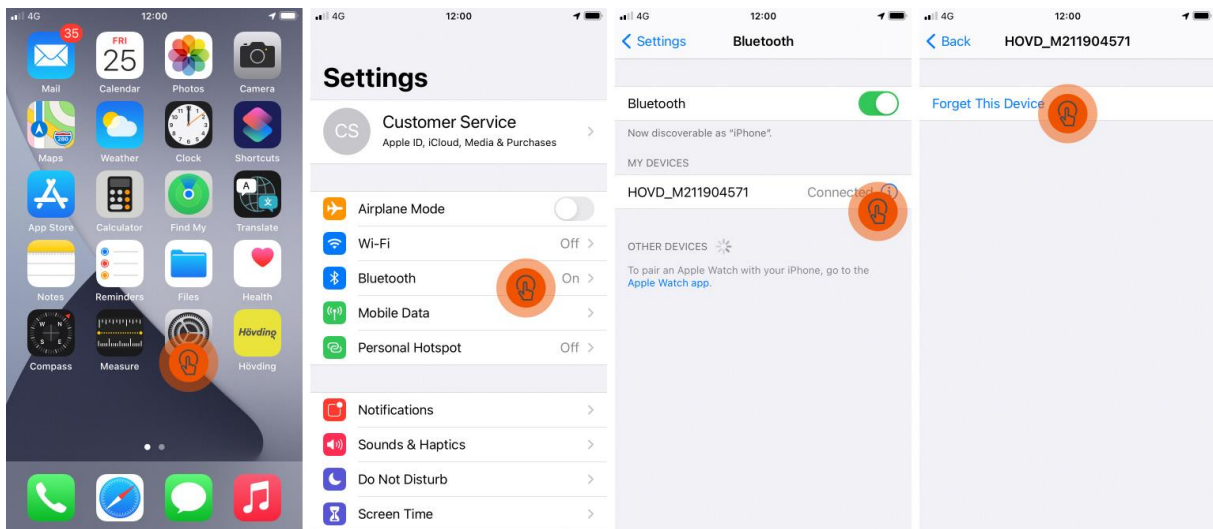 4G 12:00
35
FRI
25
Mail Calendar Photos Camera
280
Maps Weather Clock Shortcuts
A
App Store Calculator Find My Translate
Notes Reminders Files Health
W N S E
Hövding
Compass Measure Hövding
4G 12:00
Settings
CS
Customer Service
Apple ID, iCloud, Media & Purchases
Airplane Mode
Wi-Fi Off
Bluetooth On
Mobile Data
Personal Hotspot Off
Notifications
Sounds & Haptics
Do Not Disturb
Screen Time
4G 12:00
Settings Bluetooth
Bluetooth
Now discoverable as “iPhone”.
MY DEVICES
HOVD_M211904571 Connected
OTHER DEVICES
To pair an Apple Watch with your iPhone, go to the
Apple Watch app.
4G 12:00
Back HOVD_M211904571
Forget This Device